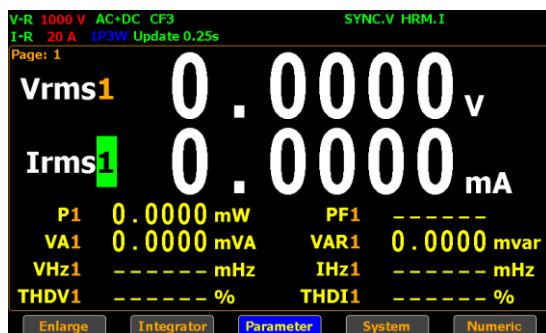 V-R 1000 V AC+DC CF3 SYNC.V HRM.I
I-R 20 A 1P3W Update 0.25s
Page: 1
Vrms1 0.0000 V
Irms1 0.0000 mA
P1 0.0000 mW PF1 ------
VA1 0.0000 mVA VAR1 0.0000 mvar
VHz1 ------ mHz IHz1 ------ mHz
THDV1 ------ % THDI1 ------ %
Enlarge Integrator Parameter System Numeric